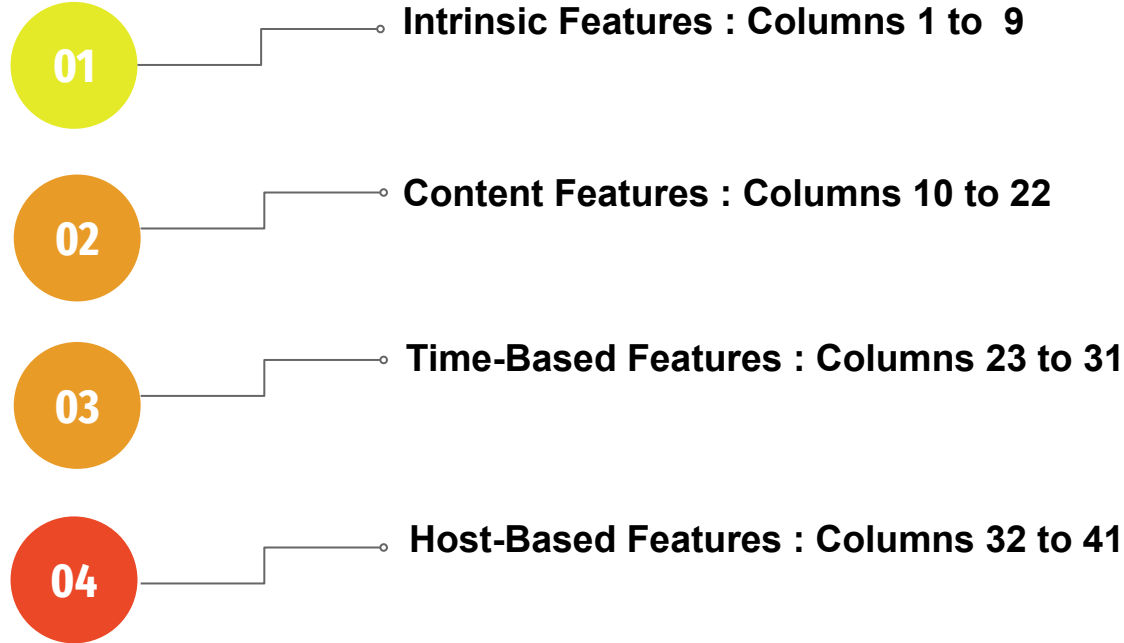 01
Intrinsic Features : Columns 1 to  9
02
Content Features : Columns 10 to 22
03
Time-Based Features : Columns 23 to 31
04
Host-Based Features : Columns 32 to 41